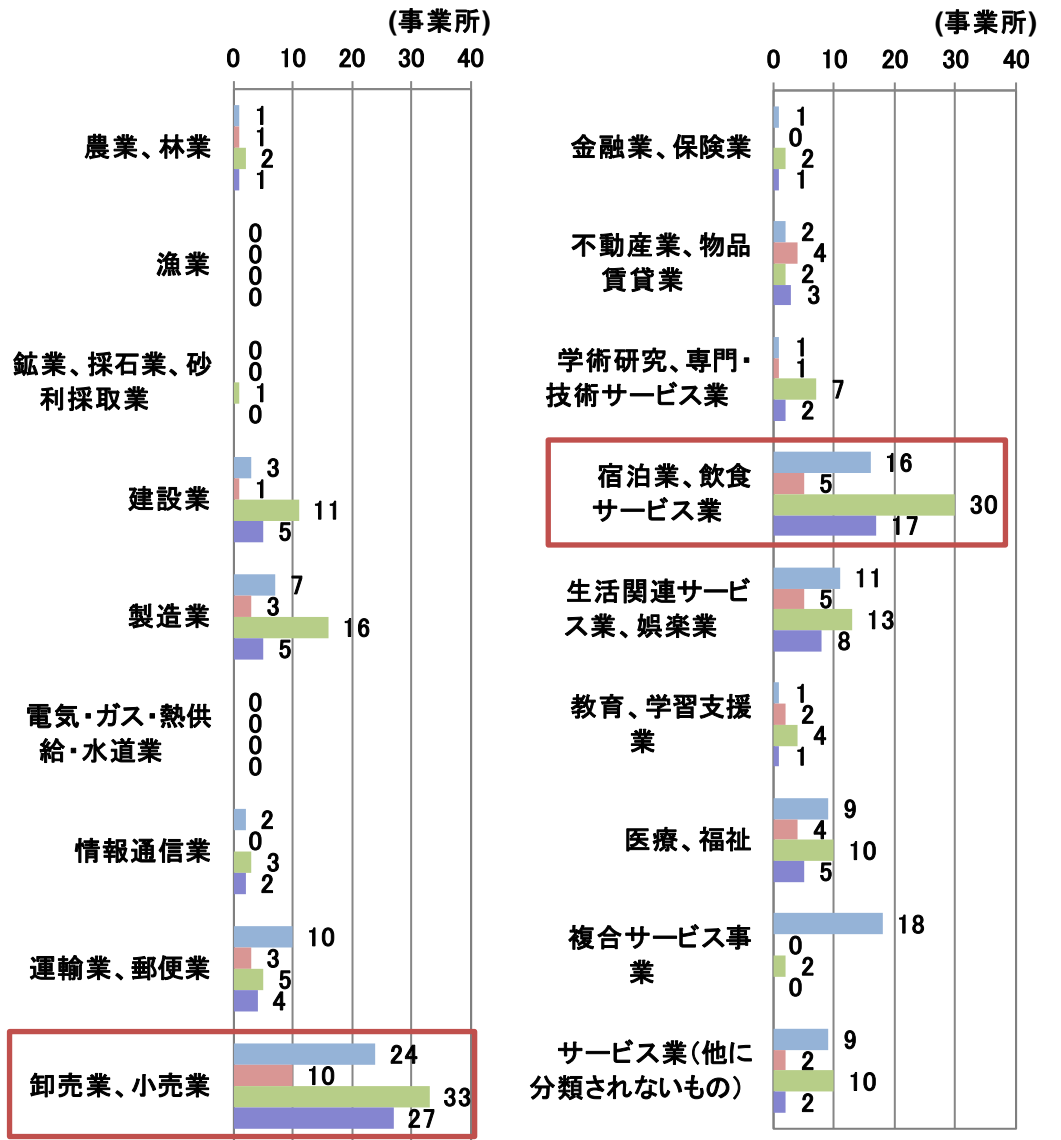 (事業所)
0 10 20 30 40
農業、林業
1
1
2
1
漁業
0
0
0
0
鉱業、採石業、砂
利採取業
0
0
1
0
建設業
3
1
11
5
製造業
7
3
16
5
電気・ガス・熱供
給・水道業
0
0
0
0
情報通信業
2
0
3
2
運輸業、郵便業
10
3
5
4
卸売業、小売業
24
10
33
27
(事業所)
0 10 20 30 40
金融業、保険業
1
0
2
1
不動産業、物品
賃貸業
2
4
2
3
学術研究、専門・
技術サービス業
1
1
7
2
宿泊業、飲食
サービス業
16
5
30
17
生活関連サービ
ス業、娯楽業
11
5
13
8
教育、学習支援
業
1
2
4
1
医療、福祉
9
4
10
5
複合サービス事
業
18
0
2
0
サービス業(他に
分類されないもの)
9
2
10
2